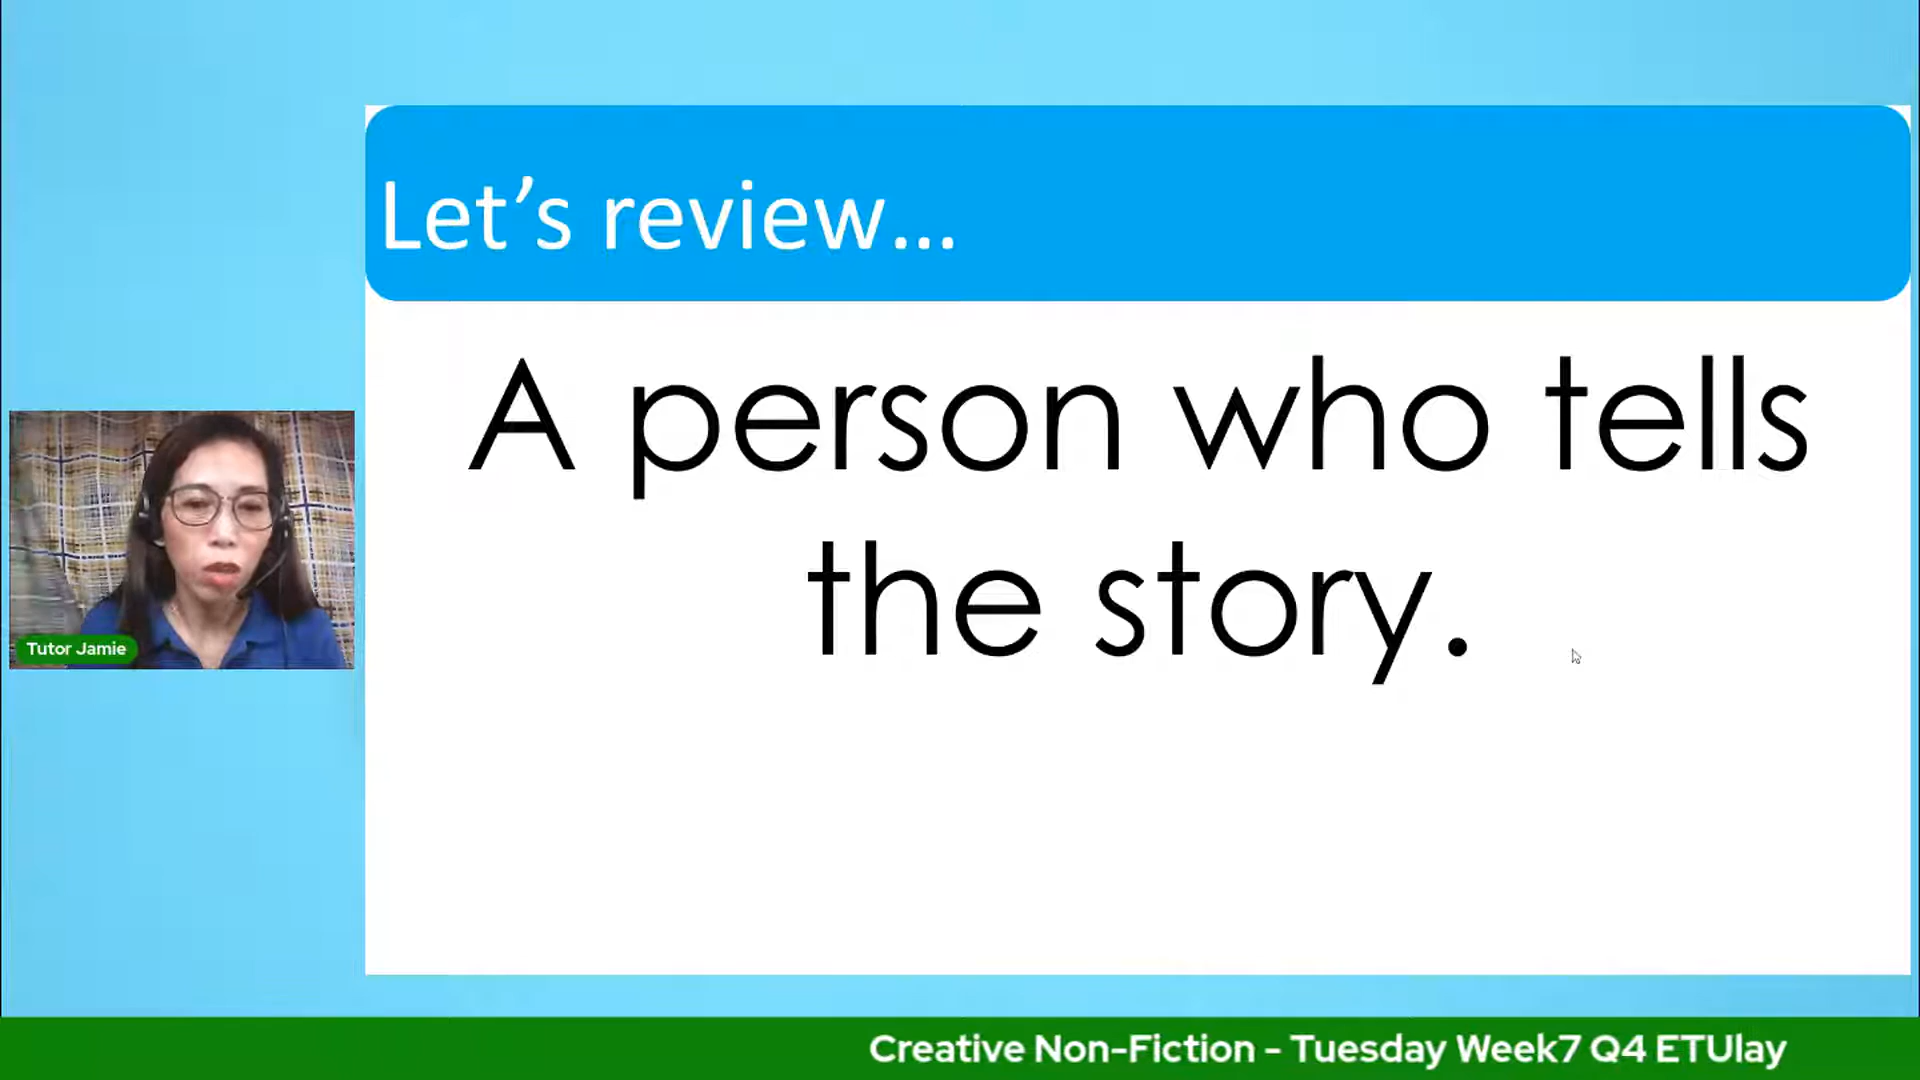 Let’s review...
A person who tells
the story.
Tutor Jamie
Creative Non-Fiction - Tuesday Week7 Q4 ETUlay